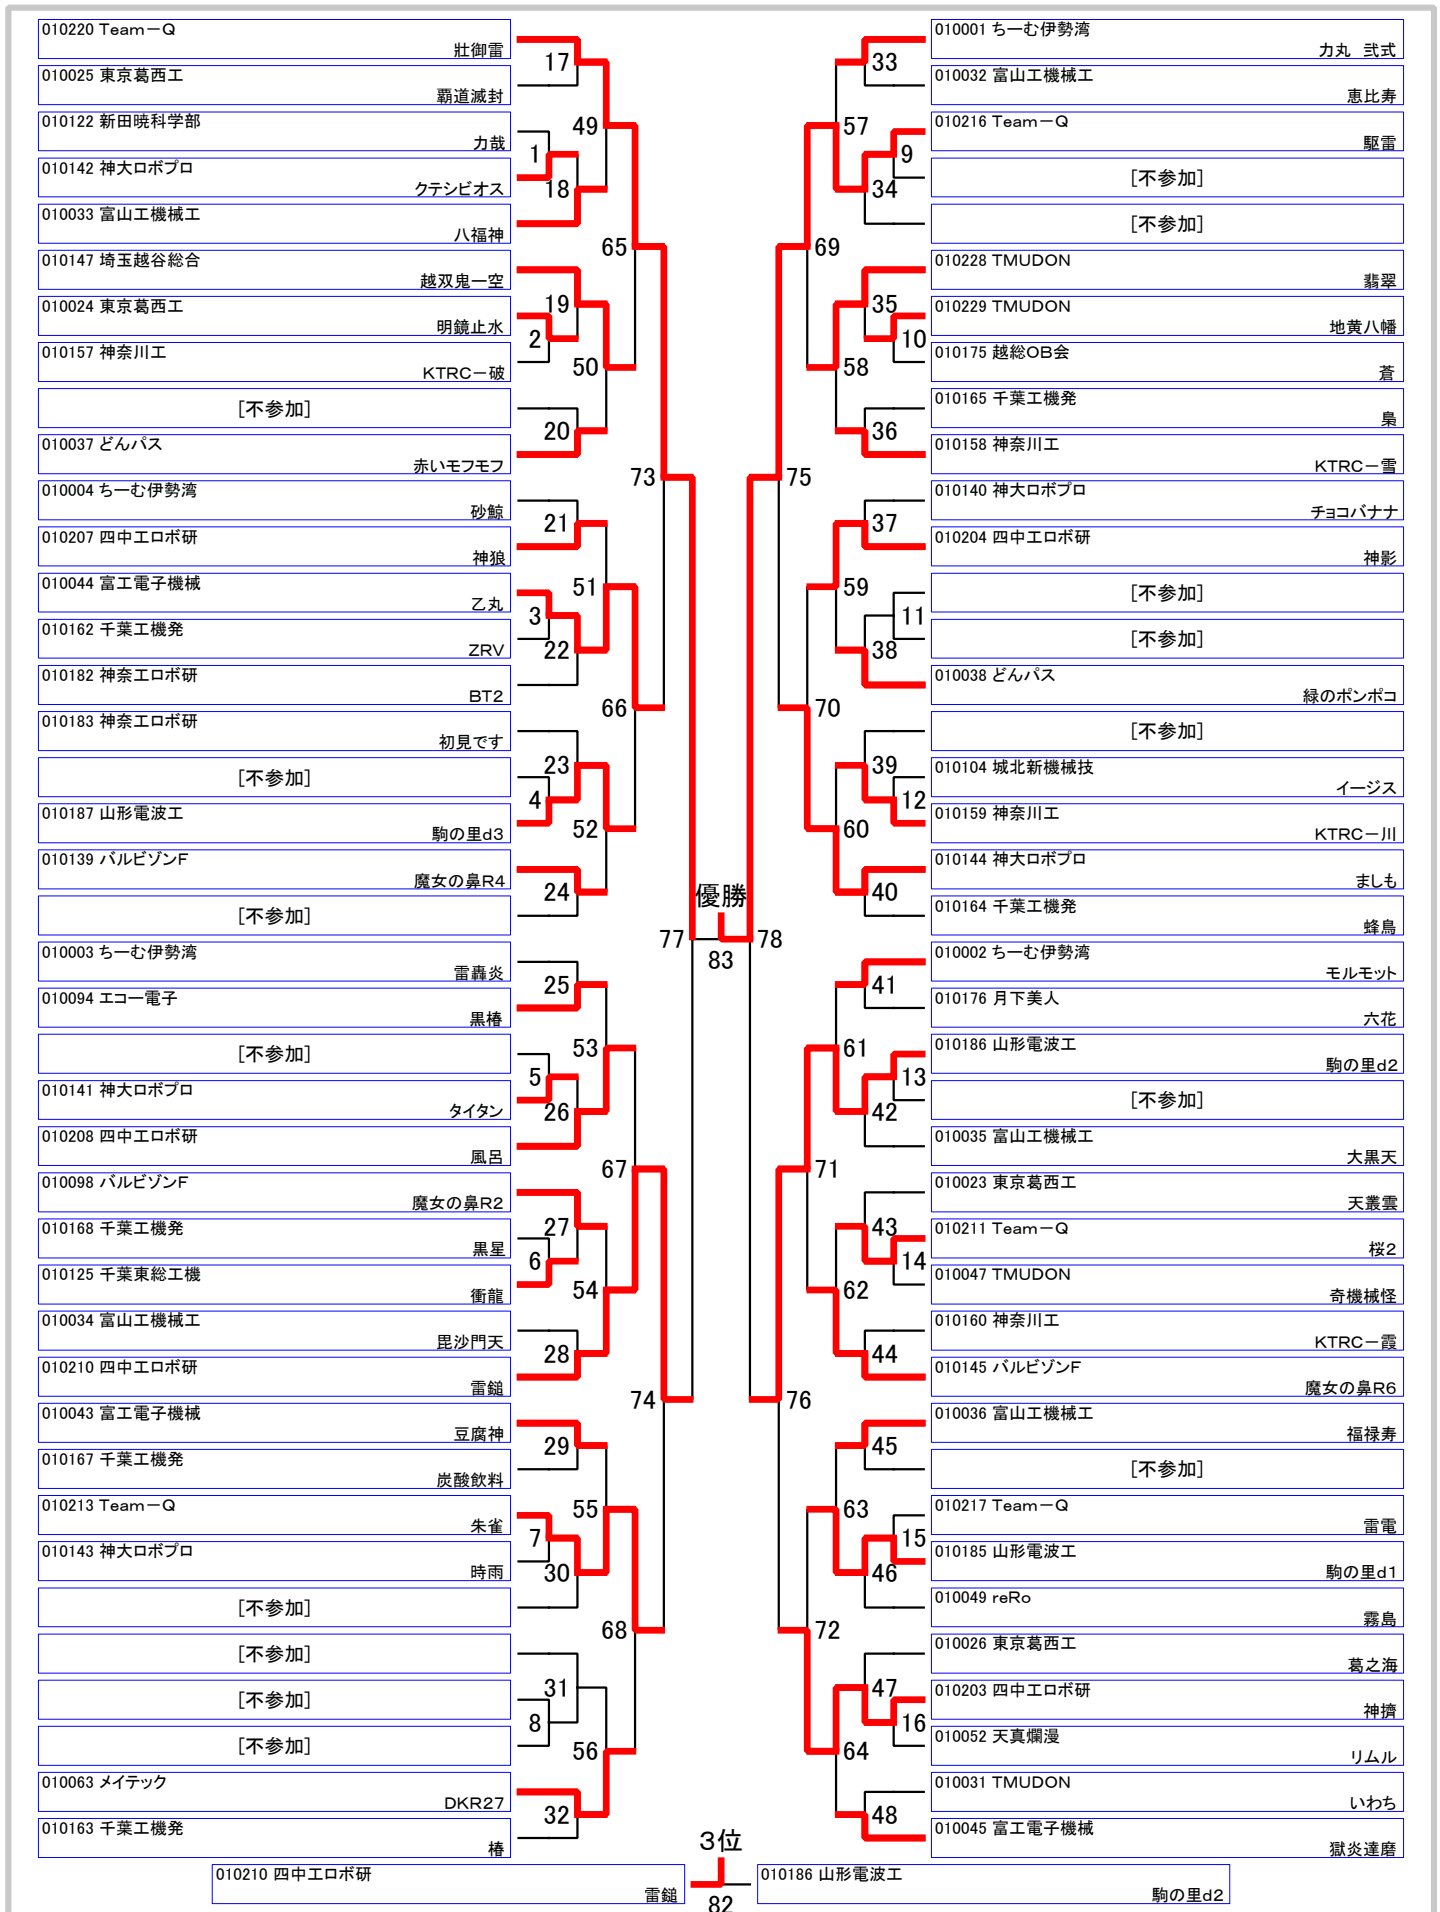 010220 Team－Q
壯御雷
010025 東京葛西工
覇道滅封
010122 新田暁科学部
力哉
010142 神大ロボプロ
クテシビオス
010033 富山工機械工
八福神
010147 埼玉越谷総合
越双鬼一空
010024 東京葛西工
明鏡止水
010157 神奈川工
KTRC－破
[不参加]
010037 どんパス
赤いモフモフ
010004 ちーむ伊勢湾
砂鯨
010207 四中工ロボ研
神狼
010044 富工電子機械
乙丸
010162 千葉工機発
ZRV
010182 神奈工ロボ研
BT2
010183 神奈工ロボ研
初見です
[不参加]
010187 山形電波工
駒の里d3
010139 バルビゾンF
魔女の鼻R4
[不参加]
010003 ちーむ伊勢湾
雷轟炎
010094 エコー電子
黒椿
[不参加]
010141 神大ロボプロ
タイタン
010208 四中工ロボ研
風呂
010098 バルビゾンF
魔女の鼻R2
010168 千葉工機発
黒星
010125 千葉東総工機
衝龍
010034 富山工機械工
毘沙門天
010210 四中工ロボ研
雷鎚
010043 富工電子機械
豆腐神
010167 千葉工機発
炭酸飲料
010213 Team－Q
朱雀
010143 神大ロボプロ
時雨
[不参加]
[不参加]
[不参加]
[不参加]
010063 メイテック
DKR27
010163 千葉工機発
椿
17
1
18
19
2
20
21
3
22
23
4
24
25
5
26
27
6
28
29
7
30
31
8
32
49
50
51
52
53
54
55
56
65
66
67
68
73
74
77
優勝
83
78
75
76
69
70
71
72
57
58
59
60
61
62
63
64
33
9
34
35
10
36
37
11
38
39
12
40
41
13
42
43
14
44
45
15
46
47
16
48
010001 ちーむ伊勢湾
力丸 弐式
010032 富山工機械工
恵比寿
010216 Team－Q
駆雷
[不参加]
[不参加]
010228 TMUDON
翡翠
010229 TMUDON
地黄八幡
010175 越総OB会
蒼
010165 千葉工機発
梟
010158 神奈川工
KTRC－雪
010140 神大ロボプロ
チョコバナナ
010204 四中工ロボ研
神影
[不参加]
[不参加]
010038 どんパス
緑のポンポコ
[不参加]
010104 城北新機械技
イージス
010159 神奈川工
KTRC－川
010144 神大ロボプロ
ましも
010164 千葉工機発
蜂鳥
010002 ちーむ伊勢湾
モルモット
010176 月下美人
六花
010186 山形電波工
駒の里d2
[不参加]
010035 富山工機械工
大黒天
010023 東京葛西工
天叢雲
010211 Team－Q
桜2
010047 TMUDON
奇機械怪
010160 神奈川工
KTRC－霞
010145 バルビゾンF
魔女の鼻R6
010036 富山工機械工
福禄寿
[不参加]
010217 Team－Q
雷電
010185 山形電波工
駒の里d1
010049 reRo
霧島
010026 東京葛西工
葛之海
010203 四中工ロボ研
神擠
010052 天真爛漫
リムル
010031 TMUDON
いわち
010045 富工電子機械
獄炎達磨
3位
010210 四中工ロボ研
雷鎚
82
010186 山形電波工
駒の里d2